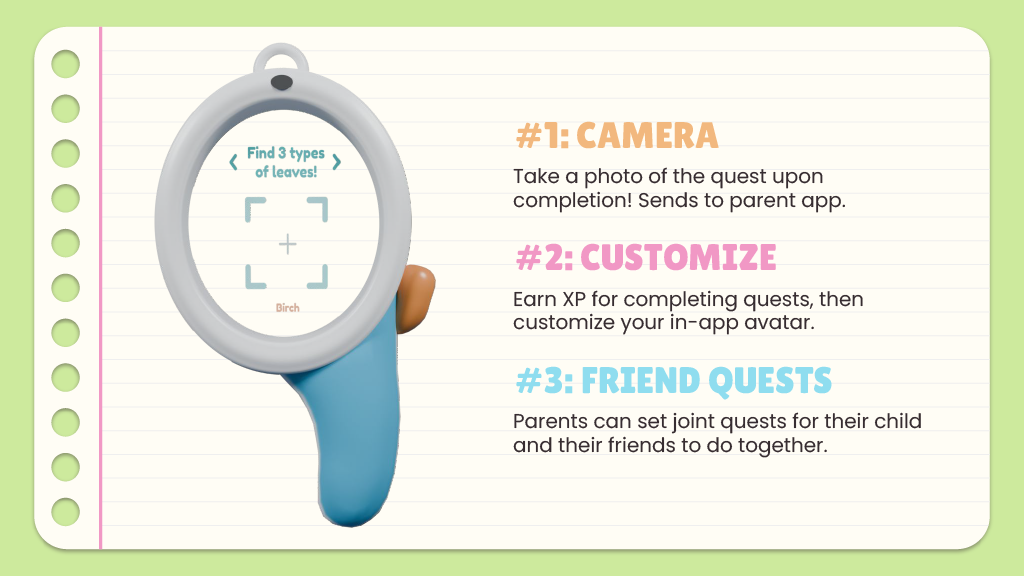 Find 3 types
of leaves!
Birch
#1: CAMERA
Take a photo of the quest upon
completion! Sends to parent app.
#2: CUSTOMIZE
Earn XP for completing quests, then
customize your in-app avatar.
#3: FRIEND QUESTS
Parents can set joint quests for their child
and their friends to do together.